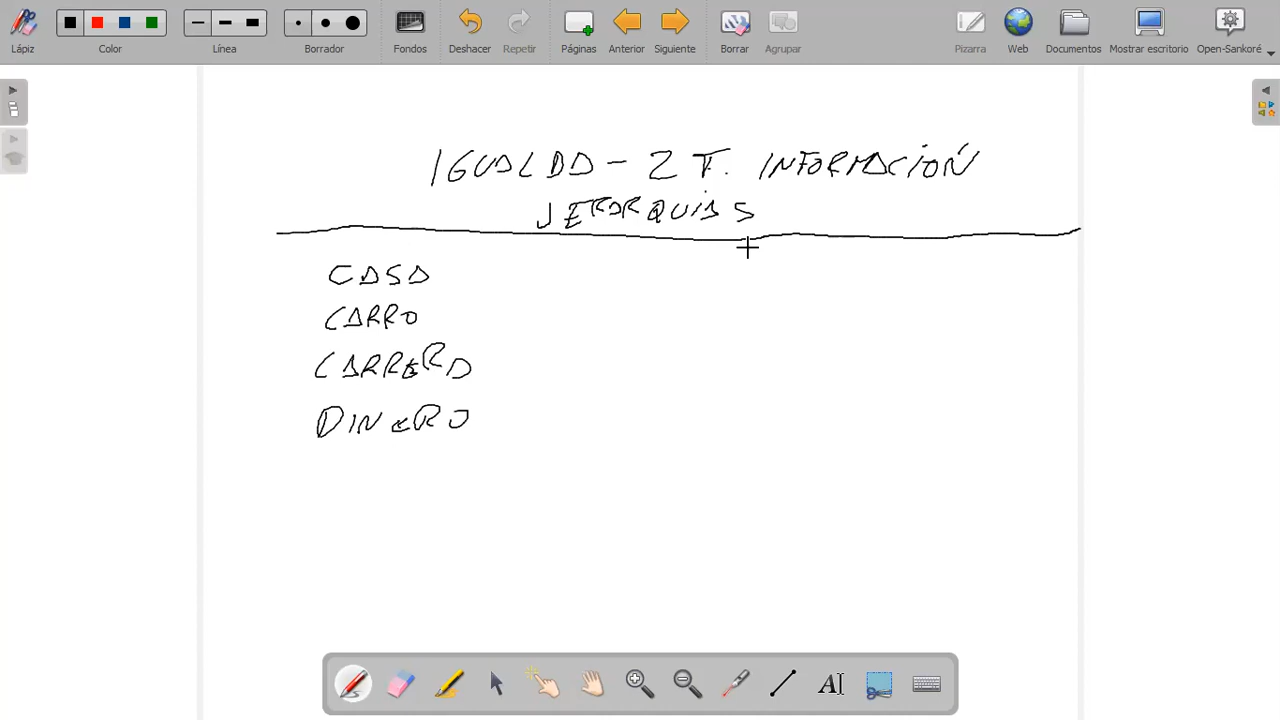 Lápiz Color Línea Borrador Fondos Deshacer Repetir Páginas Anterior Siguiente Borrar Agrupar Pizarra Web Documentos Mostrar escritorio Open-Sankoré
IGUALDAD - 2 T. INFORMACIÓN
JERARQUIAS
CASA
CARRO
CARRERA
DINERO
AI